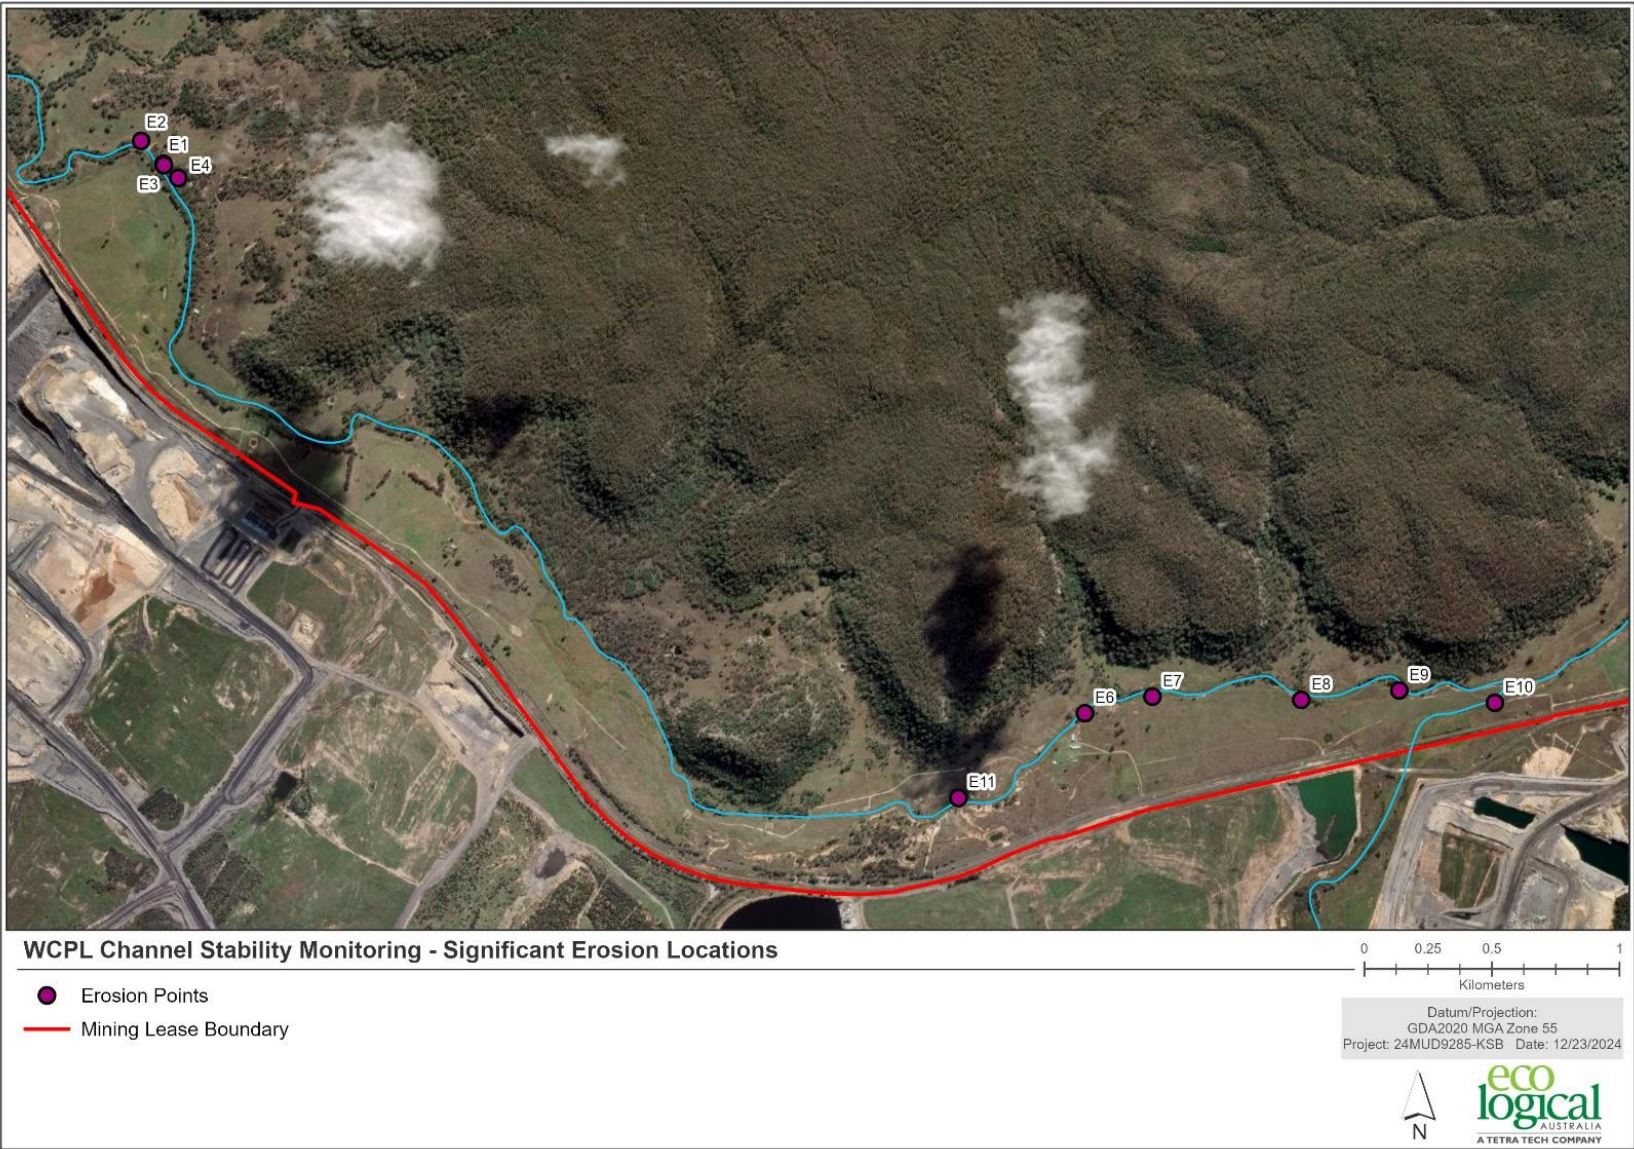 E2
E1
E4
E3
E7
E9
E6
E8
E10
E11
WCPL Channel Stability Monitoring - Significant Erosion Locations
0 0.25 0.5 1
Kilometers
Erosion Points
Mining Lease Boundary
Datum/Projection:
GDA2020 MGA Zone 55
Project: 24MUD9285-KSB Date: 12/23/2024
N
eco
logical
AUSTRALIA
A TETRA TECH COMPANY